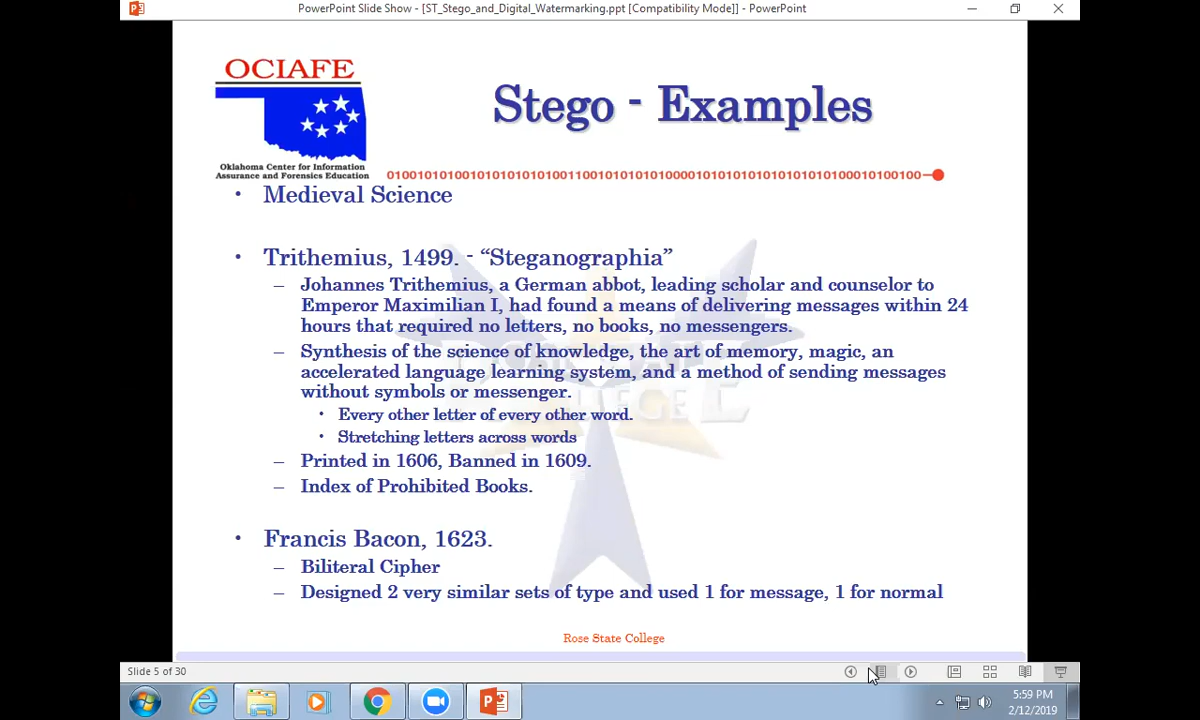 PowerPoint Slide Show - [ST_Stego_and_Digital_Watermarking.ppt [Compatibility Mode]] - PowerPoint
OCIAFE
Oklahoma Center for Information
Assurance and Forensics Education
Stego - Examples
• Medieval Science
• Trithemius, 1499. - “Steganographia”
– Johannes Trithemius, a German abbot, leading scholar and counselor to
Emperor Maximilian I, had found a means of delivering messages within 24
hours that required no letters, no books, no messengers.
– Synthesis of the science of knowledge, the art of memory, magic, an
accelerated language learning system, and a method of sending messages
without symbols or messenger.
• Every other letter of every other word.
• Stretching letters across words
– Printed in 1606, Banned in 1609.
– Index of Prohibited Books.
• Francis Bacon, 1623.
– Biliteral Cipher
– Designed 2 very similar sets of type and used 1 for message, 1 for normal
Rose State College
Slide 5 of 30
5:59 PM
2/12/2019